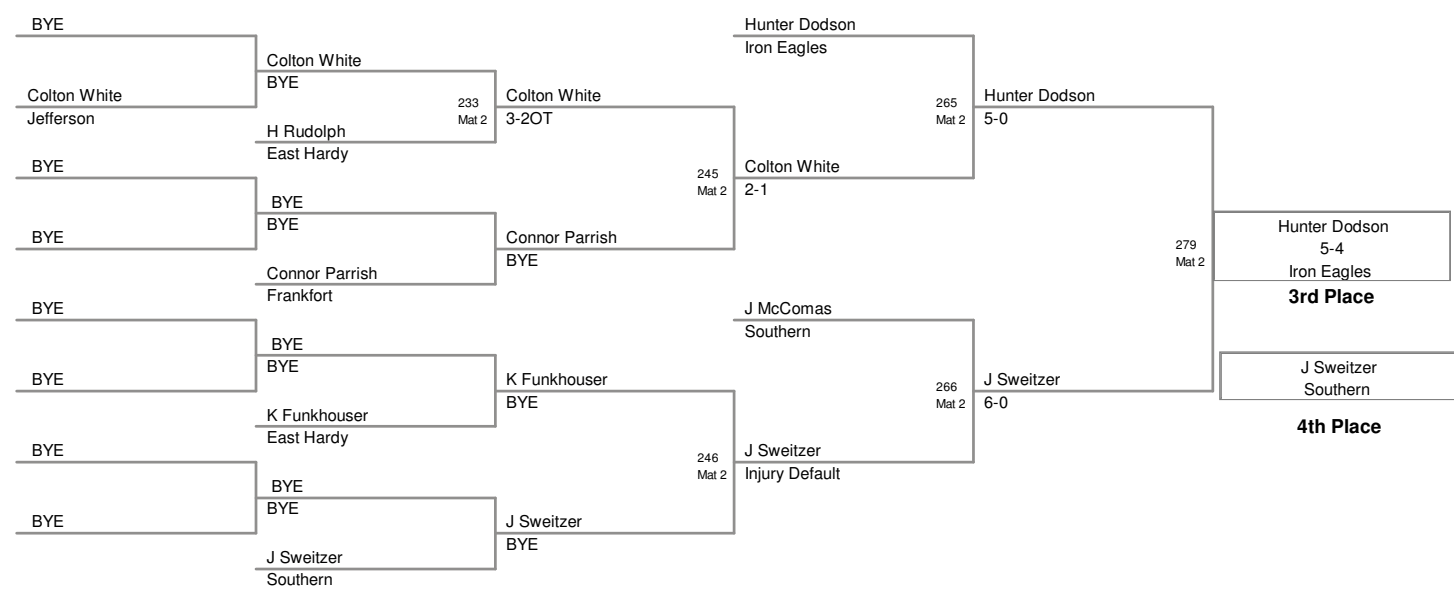 BYE
Colton White
BYE
Colton White
Jefferson
233
Mat 2
Colton White
3-2OT
H Rudolph
East Hardy
BYE
BYE
BYE
BYE
Connor Parrish
BYE
Connor Parrish
Frankfort
245
Mat 2
Colton White
2-1
Hunter Dodson
Iron Eagles
265
Mat 2
Hunter Dodson
5-0
BYE
BYE
BYE
BYE
K Funkhouser
BYE
K Funkhouser
East Hardy
BYE
BYE
BYE
BYE
J Sweitzer
BYE
J Sweitzer
Southern
246
Mat 2
J Sweitzer
Injury Default
J McComas
Southern
266
Mat 2
J Sweitzer
6-0
279
Mat 2
Hunter Dodson
5-4
Iron Eagles
3rd Place
J Sweitzer
Southern
4th Place